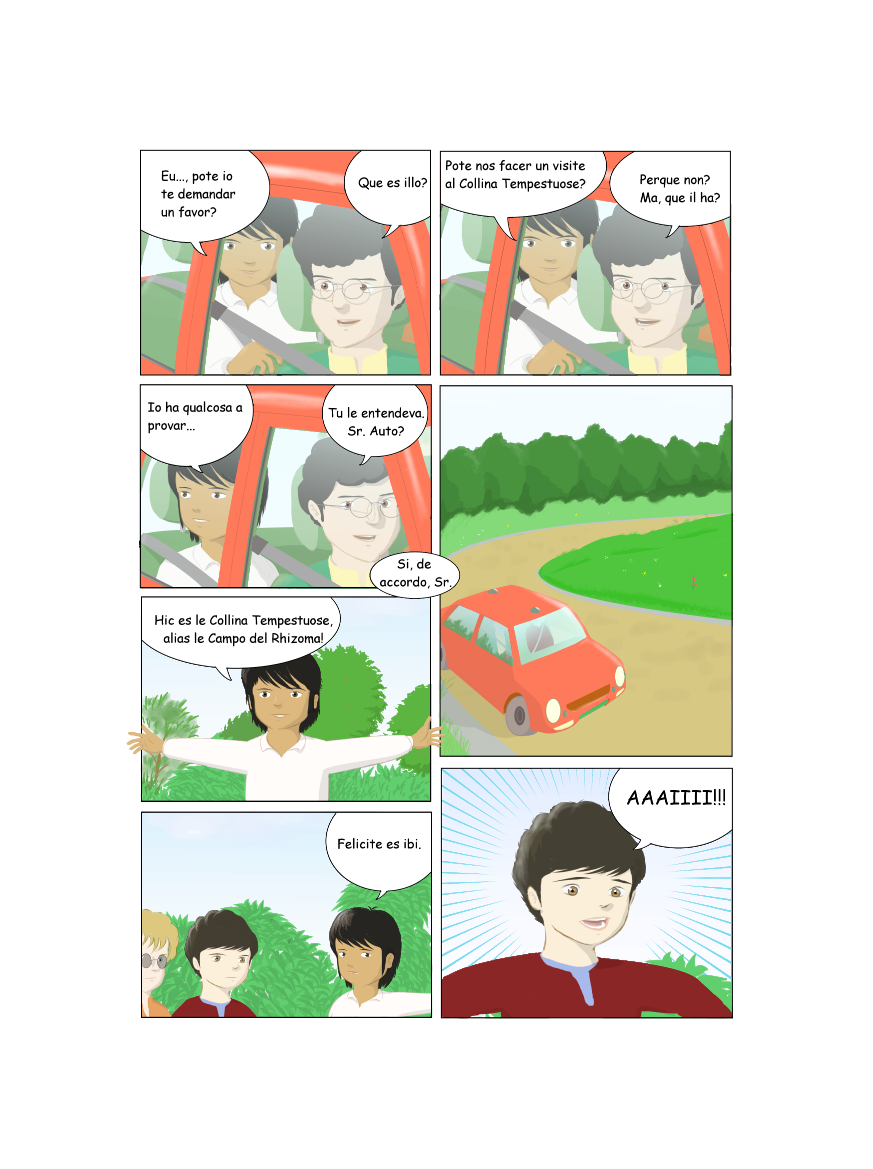 Eu..., pote io
te demandar
un favor?
Que es illo?
Pote nos facer un visite
al Collina Tempestuose?
Perque non?
Ma, que il ha?
Io ha qualcosa a
provar...
Tu le entendeva.
Sr. Auto?
Si, de
accordo, Sr.
Hic es le Collina Tempestuose,
alias le Campo del Rhizoma!
Felicite es ibi.
AAAIIII!!!